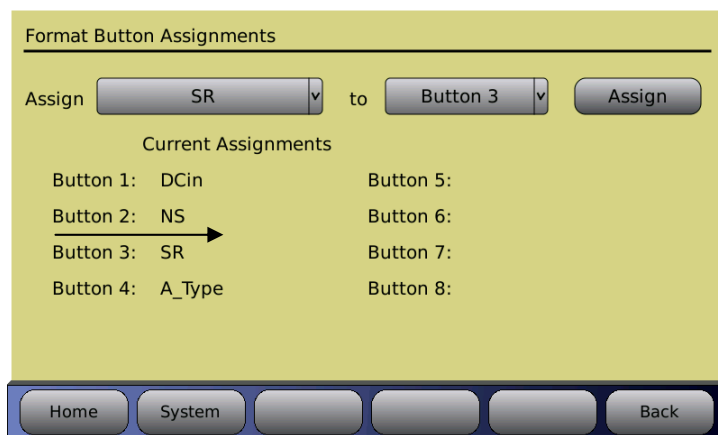 Format Button Assignments
Assign SR to Button 3 Assign
Current Assignments
Button 1: DCin Button 5:
Button 2: NS Button 6:
Button 3: SR Button 7:
Button 4: A_Type Button 8:
Home System Back